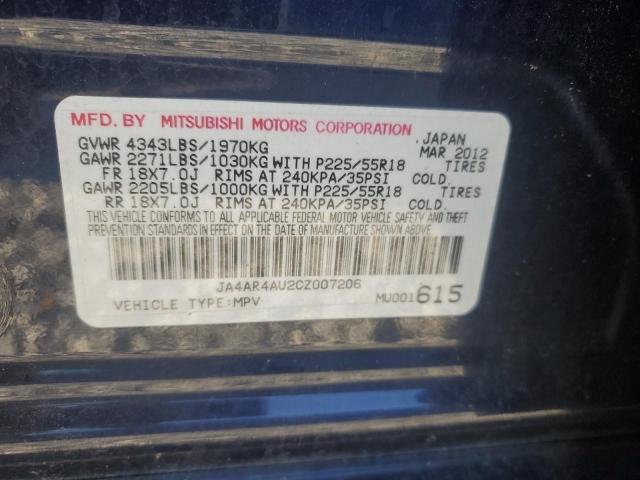 MFD. BY MITSUBISHI MOTORS CORPORATION JAPAN
GVWR 4343LBS/1970KG MAR 2012
GAWR 2271LBS/1030KG WITH P225/55R18 TIRES
FR 18X7.0J RIMS AT 240KPA/35PSI COLD.
GAWR 2205LBS/1000KG WITH P225/55R18 TIRES
RR 18X7.0J RIMS AT 240KPA/35PSI COLD.
THIS VEHICLE CONFORMS TO ALL APPLICABLE FEDERAL MOTOR VEHICLE SAFETY AND THEFT
PREVENTION STANDARDS IN EFFECT ON THE DATE OF MANUFACTURE SHOWN ABOVE.
JA4AR4AU2CZ007206
VEHICLE TYPE:MPV MU001615